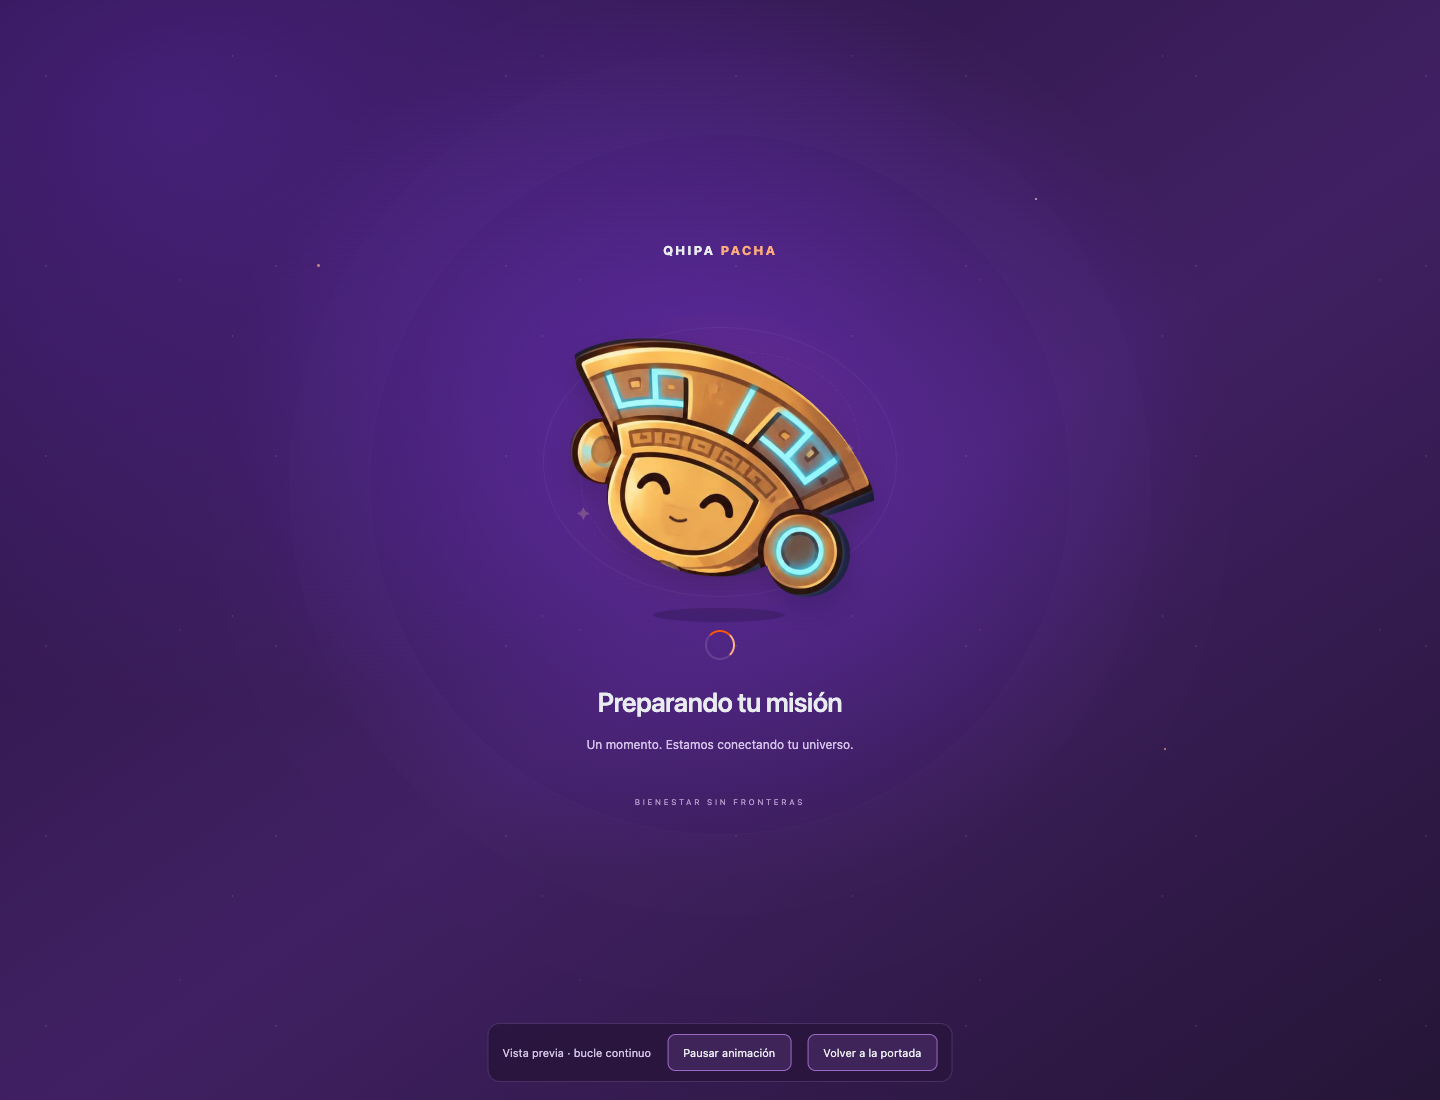 QHIPA PACHA
Preparando tu misión
Un momento. Estamos conectando tu universo.
BIENESTAR SIN FRONTERAS
Vista previa · bucle continuo
Pausar animación
Volver a la portada